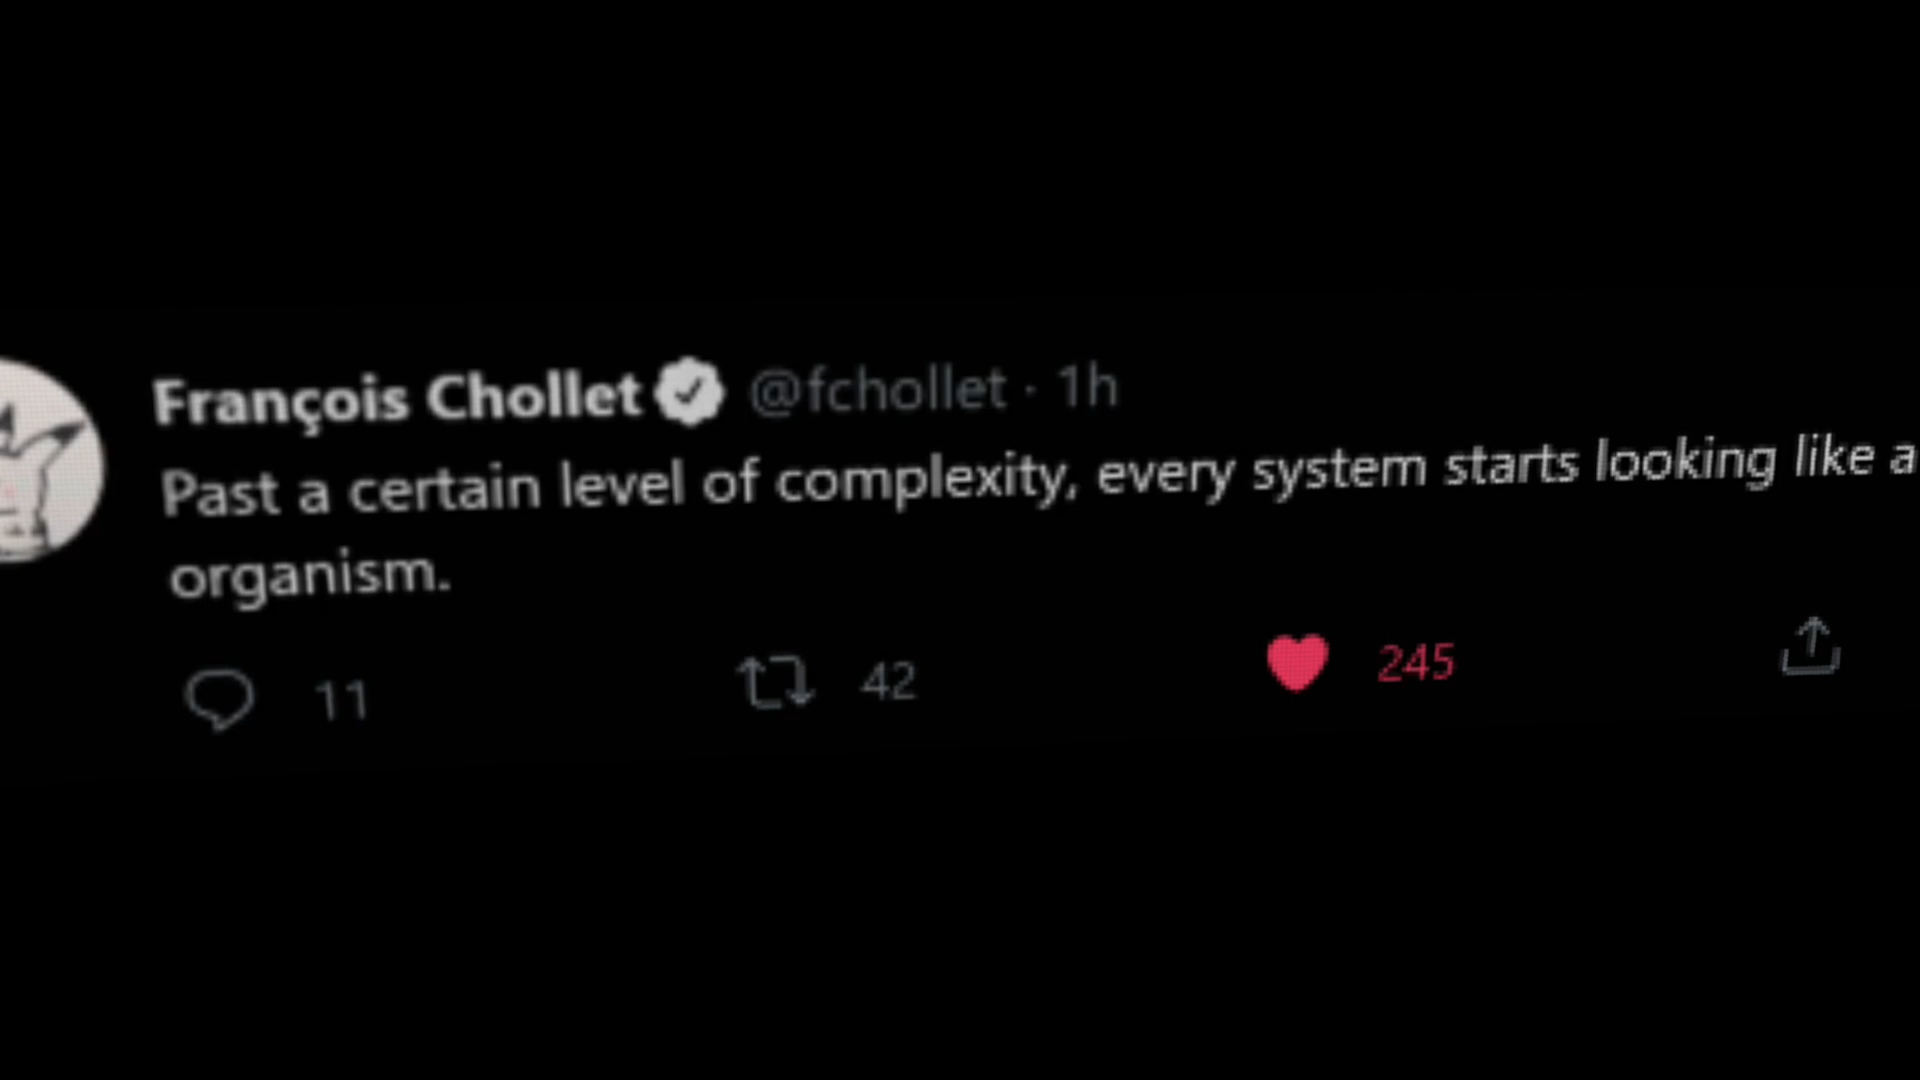 François Chollet @fchollet · 1h
Past a certain level of complexity, every system starts looking like a
organism.
11 42 245